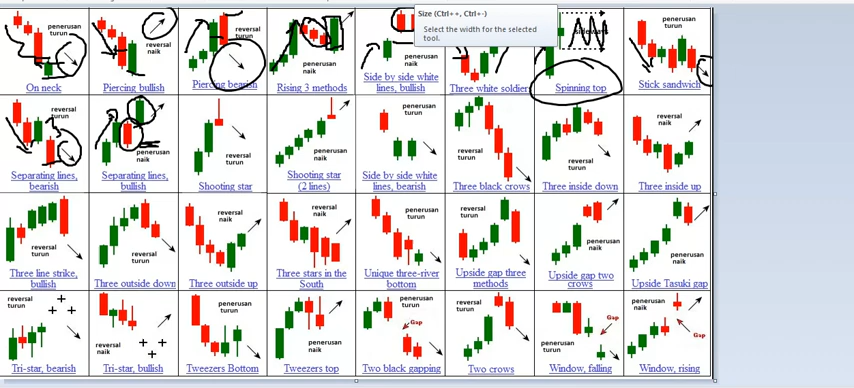 Size (Ctrl++, Ctrl+-)
Select the width for the selected
tool.
penerusan
turun
On neck
reversal
naik
Piercing bullish
Piercing bearish
penerusan
naik
Rising 3 methods
Side by side white
lines, bullish
Three white soldier
Spinning top
penerusan
turun
Stick sandwich
reversal
turun
Separating lines,
bearish
penerusan
naik
Separating lines,
bullish
reversal
turun
Shooting star
reversal
turun
Shooting star
(2 lines)
penerusan
turun
Side by side white
lines, bearish
reversal
turun
Three black crows
reversal
turun
Three inside down
reversal
naik
Three inside up
reversal
turun
Three line strike,
bullish
reversal
turun
Three outside down
reversal
naik
Three outside up
reversal
naik
Three stars in the
South
penerusan
turun
Unique three-river
bottom
reversal
turun
Upside gap three
methods
penerusan
naik
Upside gap two
crows
penerusan
naik
Upside Tasuki gap
reversal
turun
Tri-star, bearish
reversal
naik
Tri-star, bullish
penerusan
turun
Tweezers Bottom
penerusan
naik
Tweezers top
penerusan
turun
Gap
Two black gapping
reversal
turun
Two crows
Gap
penerusan
turun
Window, falling
penerusan
naik
Gap
Window, rising